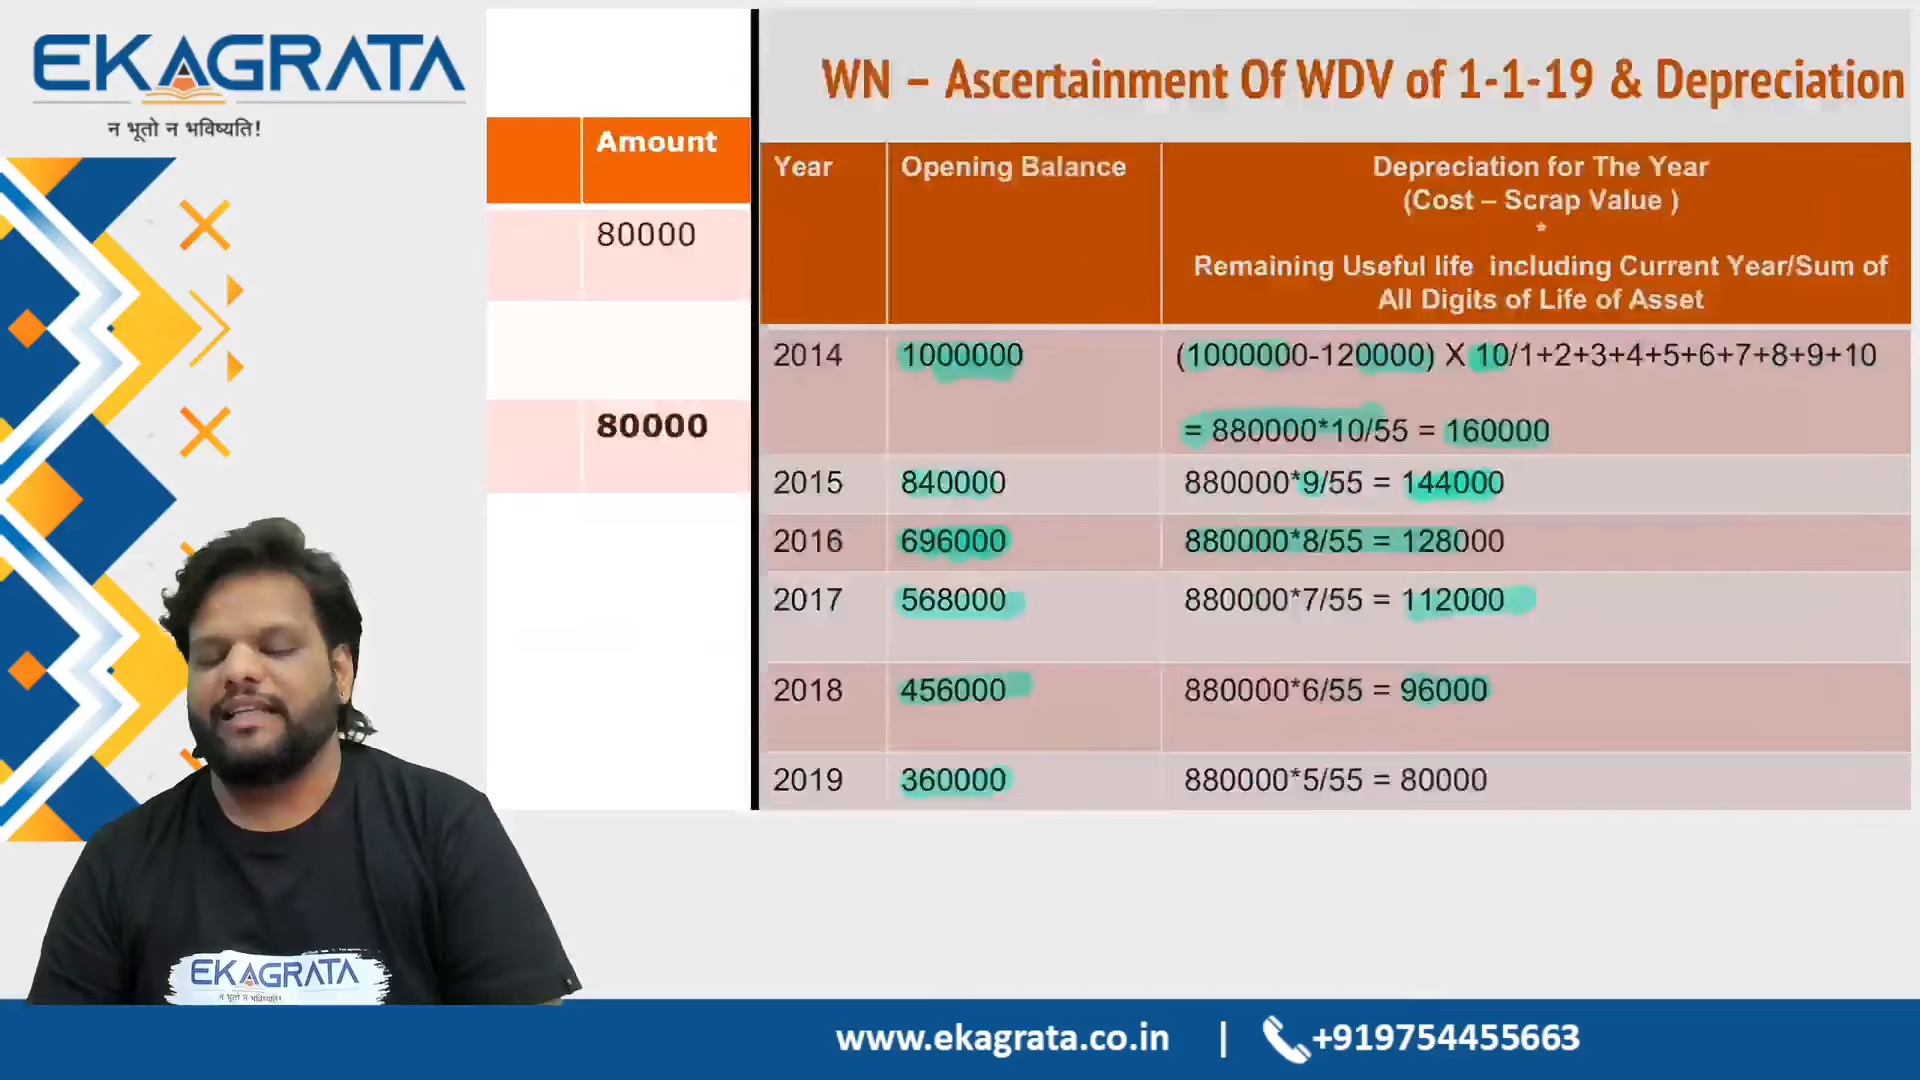 EKAGRATA
न भूतो न भविष्यति!
Amount
80000
80000
WN – Ascertainment Of WDV of 1-1-19 & Depreciation
Year Opening Balance Depreciation for The Year
(Cost – Scrap Value )
*
Remaining Useful life including Current Year/Sum of
All Digits of Life of Asset
2014 1000000 (1000000-120000) X 10/1+2+3+4+5+6+7+8+9+10
= 880000*10/55 = 160000
2015 840000 880000*9/55 = 144000
2016 696000 880000*8/55 = 128000
2017 568000 880000*7/55 = 112000
2018 456000 880000*6/55 = 96000
2019 360000 880000*5/55 = 80000
EKAGRATA
न भूतो न भविष्यति!
www.ekagrata.co.in | +919754455663